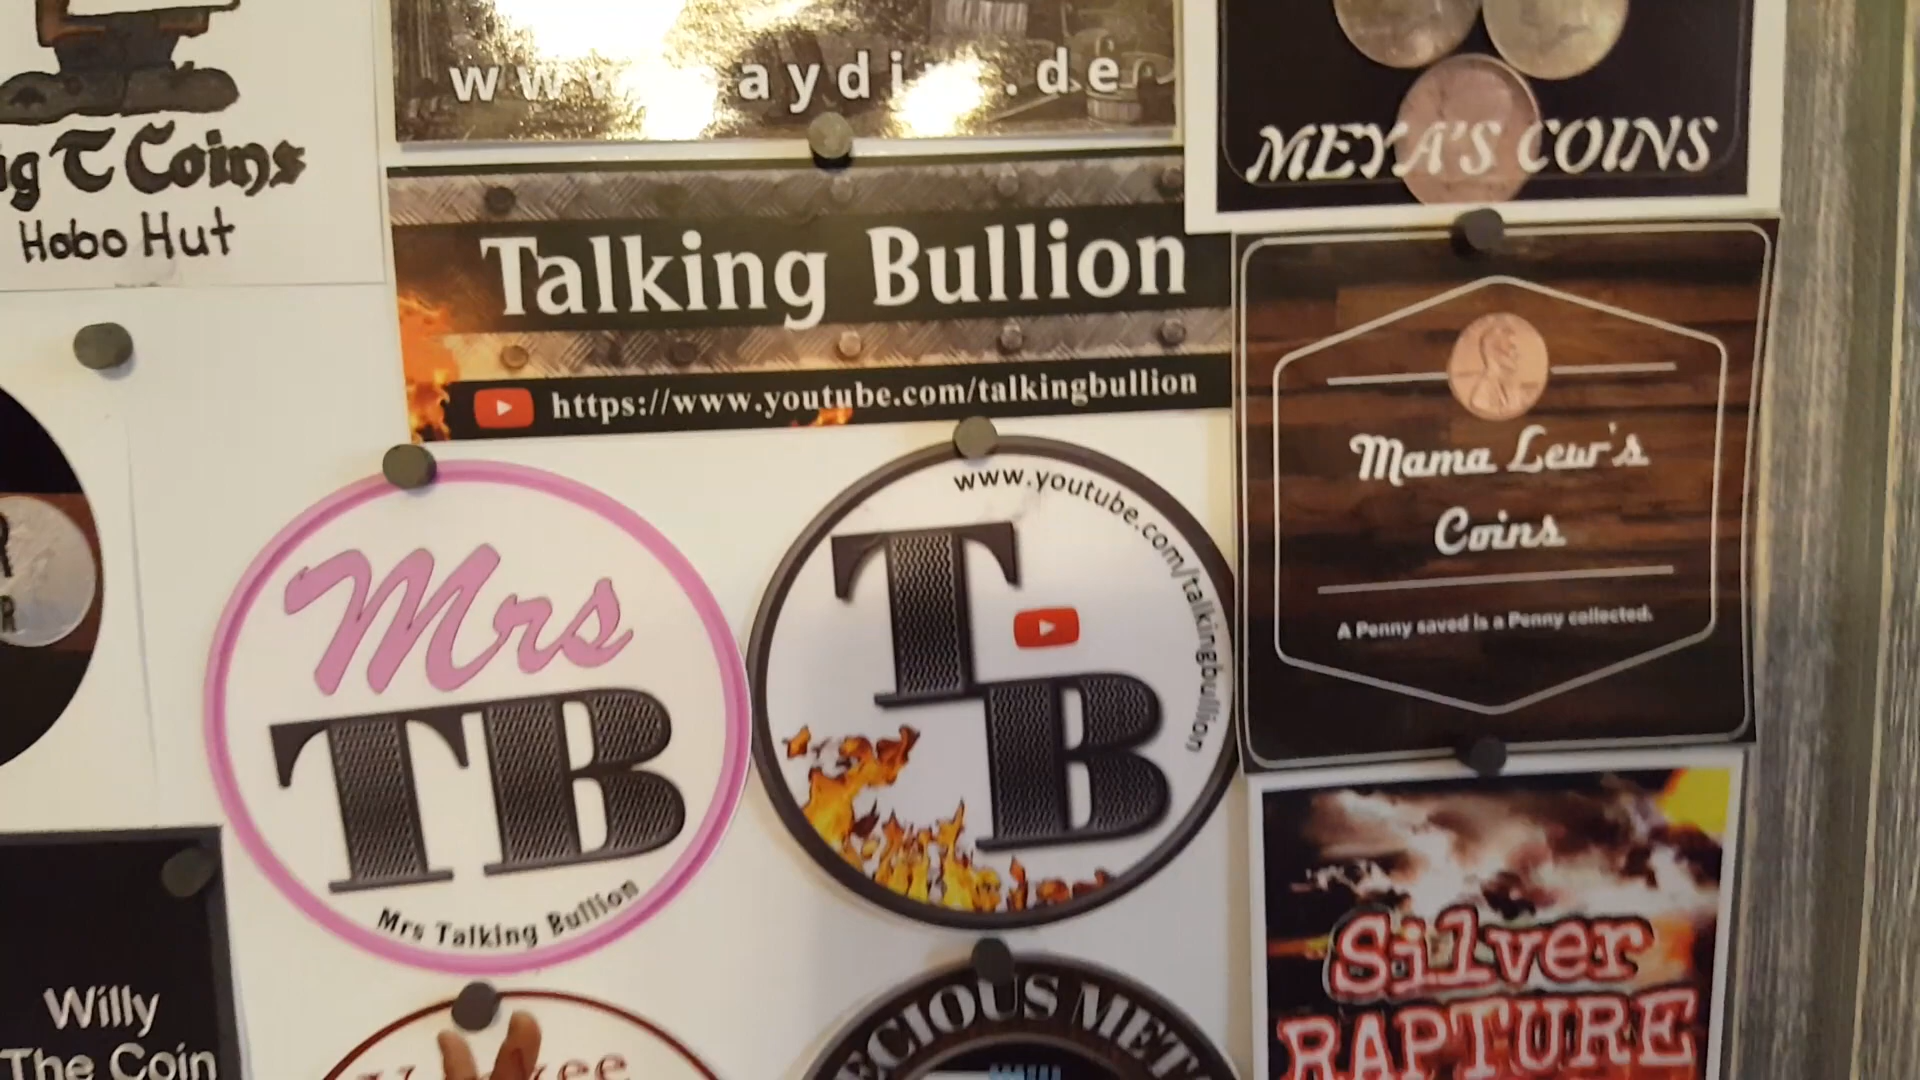 .de
MEYA'S COINS
T Coins
Hobo Hut
Talking Bullion
https://www.youtube.com/talkingbullion
Mama Lew's
Coins
A Penny saved is a Penny collected.
Mrs
TB
Mrs Talking Bullion
www.youtube.com/talkingbullion
T
B
Silver
RAPTURE
Willy
The Coin